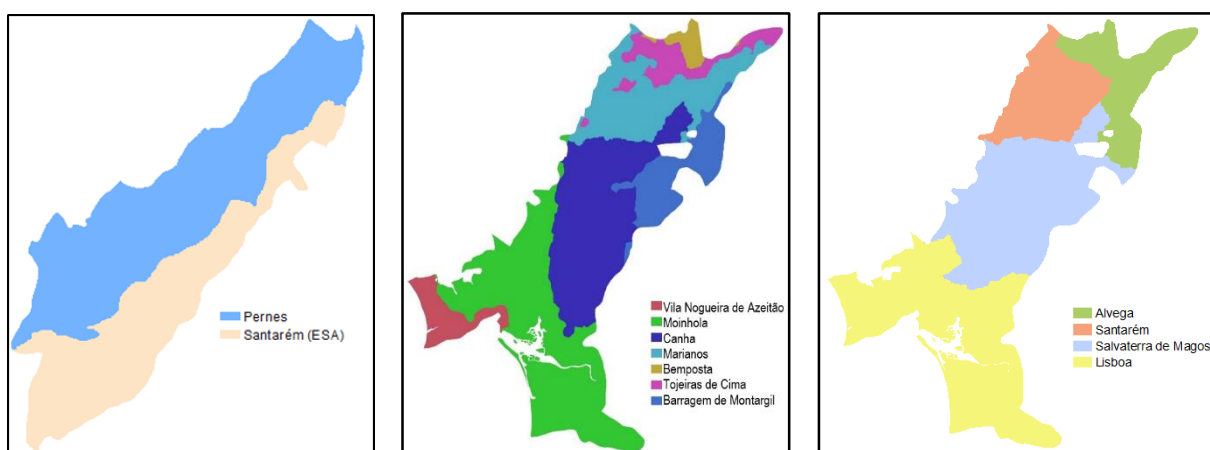 Pernes
Santarém (ESA)
Vila Nogueira de Azeitão
Moinhola
Canha
Marianos
Bemposta
Tojeiras de Cima
Barragem de Montargil
Alvega
Santarém
Salvaterra de Magos
Lisboa